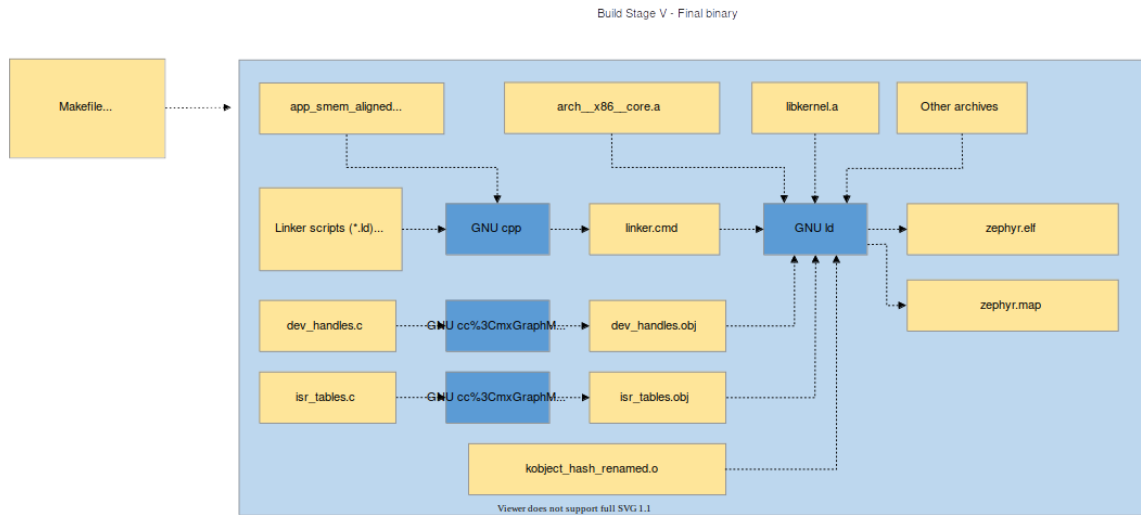 Build Stage V - Final binary
Makefile...
app_smem_aligned...
arch__x86__core.a
libkernel.a
Other archives
Linker scripts (*.ld)...
GNU cpp
linker.cmd
GNU ld
zephyr.elf
zephyr.map
dev_handles.c
GNU cc%3CmxGraphM...
dev_handles.obj
isr_tables.c
GNU cc%3CmxGraphM...
isr_tables.obj
kobject_hash_renamed.o
Viewer does not support full SVG 1.1